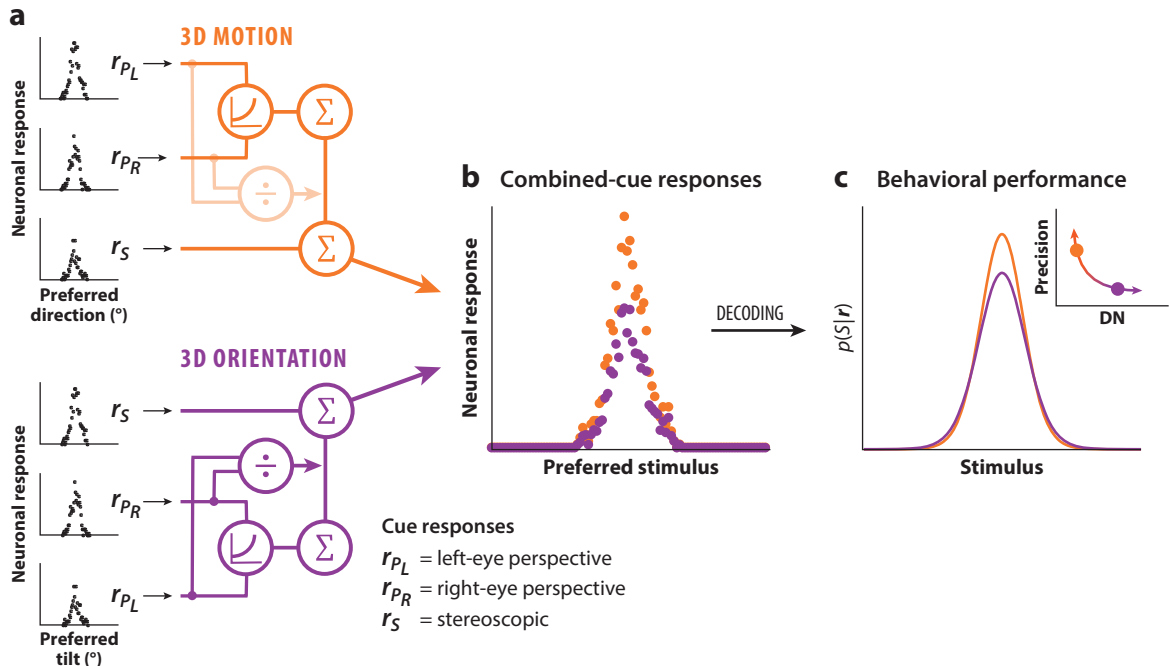 a
3D MOTION
Neuronal response
r_{P_L}
r_{P_R}
÷
Σ
r_S
Σ
Preferred
direction (°)
3D ORIENTATION
Neuronal response
r_S
Σ
÷
r_{P_R}
Σ
r_{P_L}
Preferred
tilt (°)
Cue responses
r_{P_L} = left-eye perspective
r_{P_R} = right-eye perspective
r_S = stereoscopic
b Combined-cue responses
Neuronal response
Preferred stimulus
DECODING
c Behavioral performance
p(S|r)
Stimulus
Precision
DN